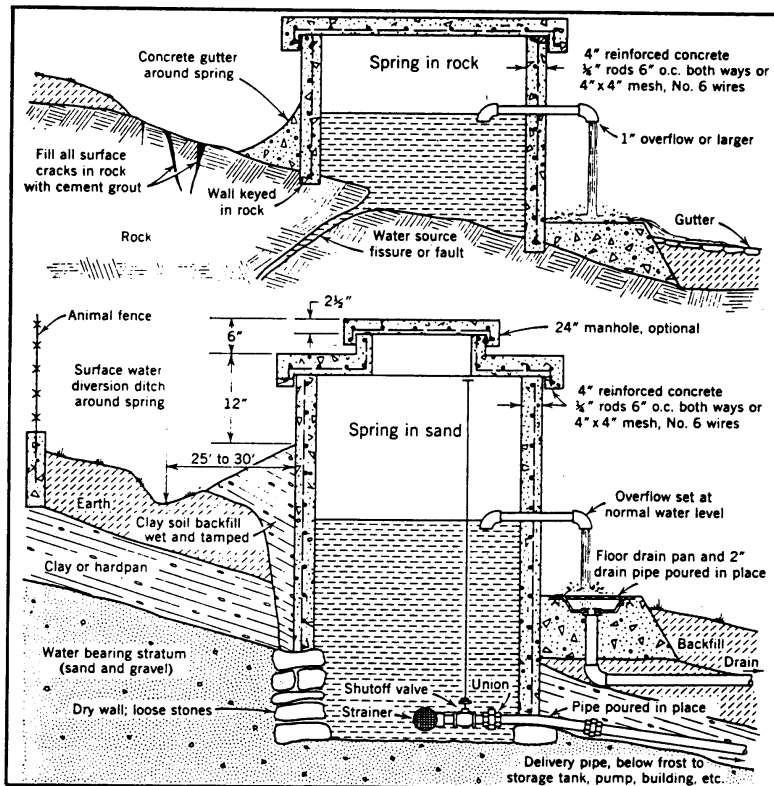 Concrete gutter
around spring
Spring in rock
4" reinforced concrete
⅜" rods 6" o.c. both ways or
4"x 4" mesh, No. 6 wires
1" overflow or larger
Fill all surface
cracks in rock
with cement grout
Wall keyed
in rock
Rock
Water source
fissure or fault
Gutter
2½"
Animal fence
6"
24" manhole, optional
Surface water
diversion ditch
around spring
12"
4" reinforced concrete
rods 6" o.c. both ways or
4"x 4" mesh, No. 6 wires
Spring in sand
25' to 30'
Earth
Clay soil backfill
wet and tamped
Overflow set at
normal water level
Clay or hardpan
Floor drain pan and 2"
drain pipe poured in place
Water bearing stratum
(sand and gravel)
Backfill
Drain
Shutoff valve
Union
Dry wall; loose stones
Strainer
Pipe poured in place
Delivery pipe, below frost to
storage tank, pump, building, etc.